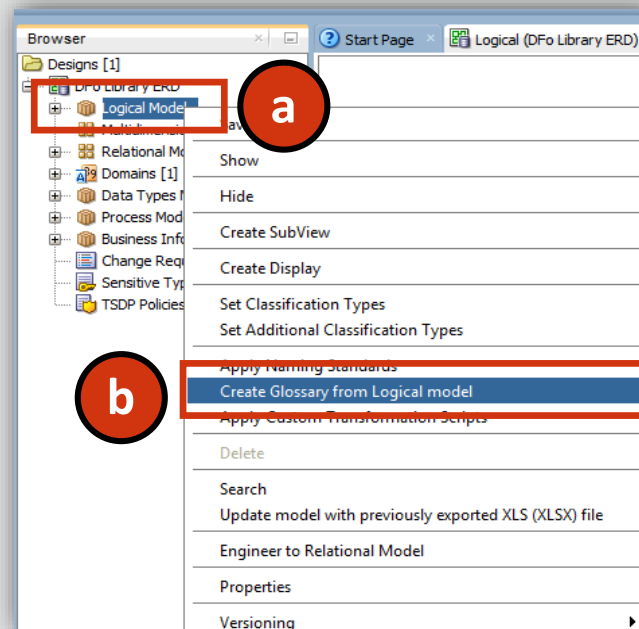 Browser
Start Page
Logical (DFo Library ERD)
Designs [1]
DFo Library ERD
Logical Mode
a
Show
Relational Mo
Domains [1]
Hide
Data Types
Process Mod
Create SubView
Business Info
Change Req
Create Display
Sensitive Typ
TSDP Policies
Set Classification Types
Set Additional Classification Types
Apply Naming Standards
b
Create Glossary from Logical model
Apply Custom Transformation Scripts
Delete
Search
Update model with previously exported XLS (XLSX) file
Engineer to Relational Model
Properties
Versioning